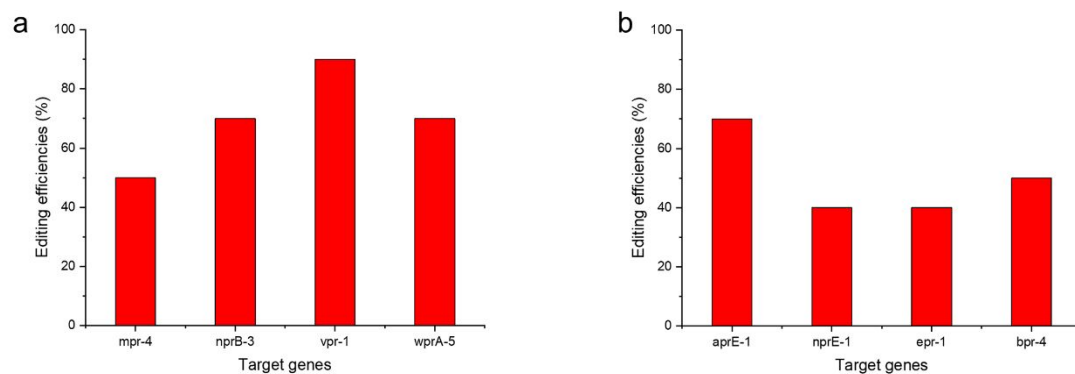 a
Editing efficiencies (%)
100
80
60
40
20
0
mpr-4 nprB-3 vpr-1 wprA-5
Target genes
b
Editing efficiencies (%)
100
80
60
40
20
0
aprE-1 nprE-1 epr-1 bpr-4
Target genes